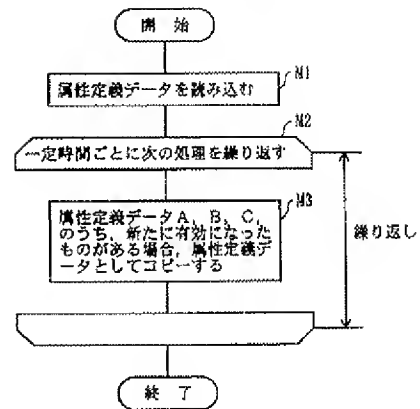 開 始
M1
属性定義データを読み込む
M2
一定時間ごとに次の処理を繰り返す
M3
属性定義データA，B，C，
のうち，新たに有効になった
ものがある場合，属性定義デ
ータとしてコピーする
繰り返し
終 了